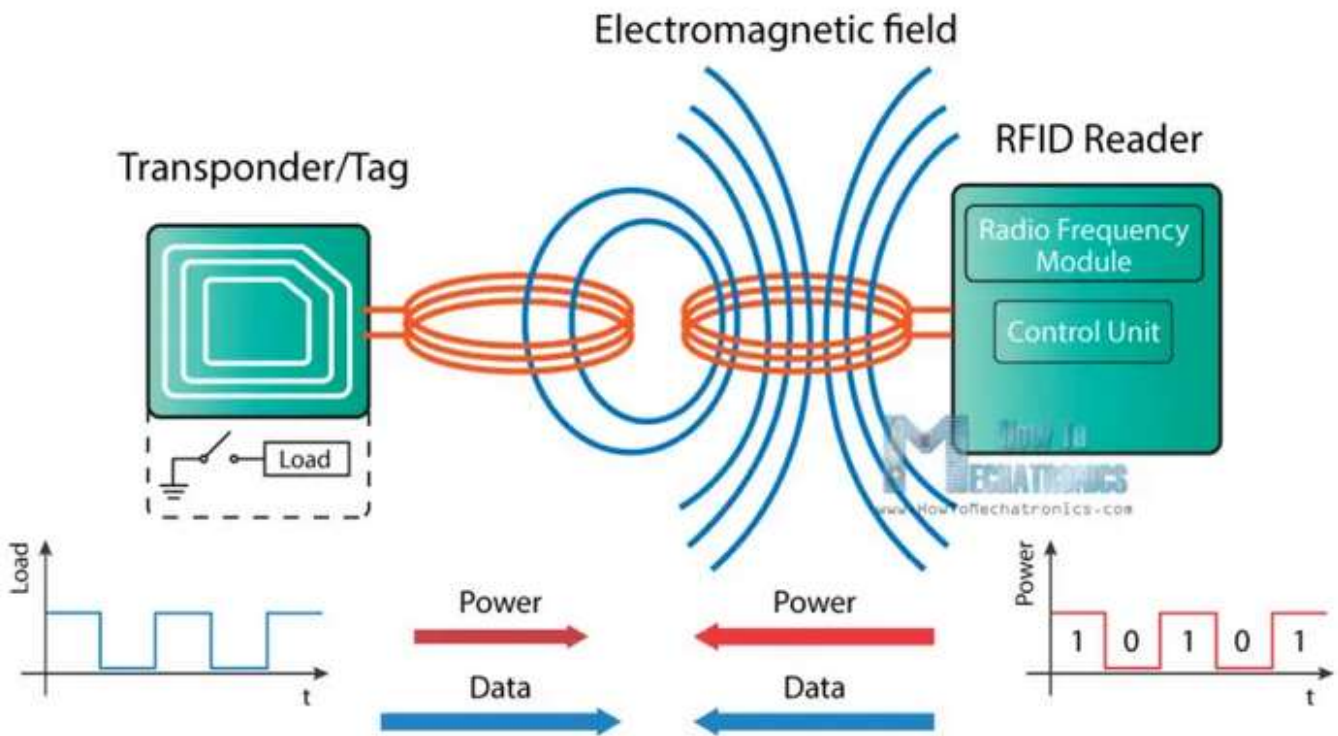 Electromagnetic field
Transponder/Tag
RFID Reader
Radio Frequency
Module
Control Unit
Load
How To
MECHATRONICS
www.HowToMechatronics.com
Load
t
Power
Power
Data
Data
Power
1 0 1 0 1
t